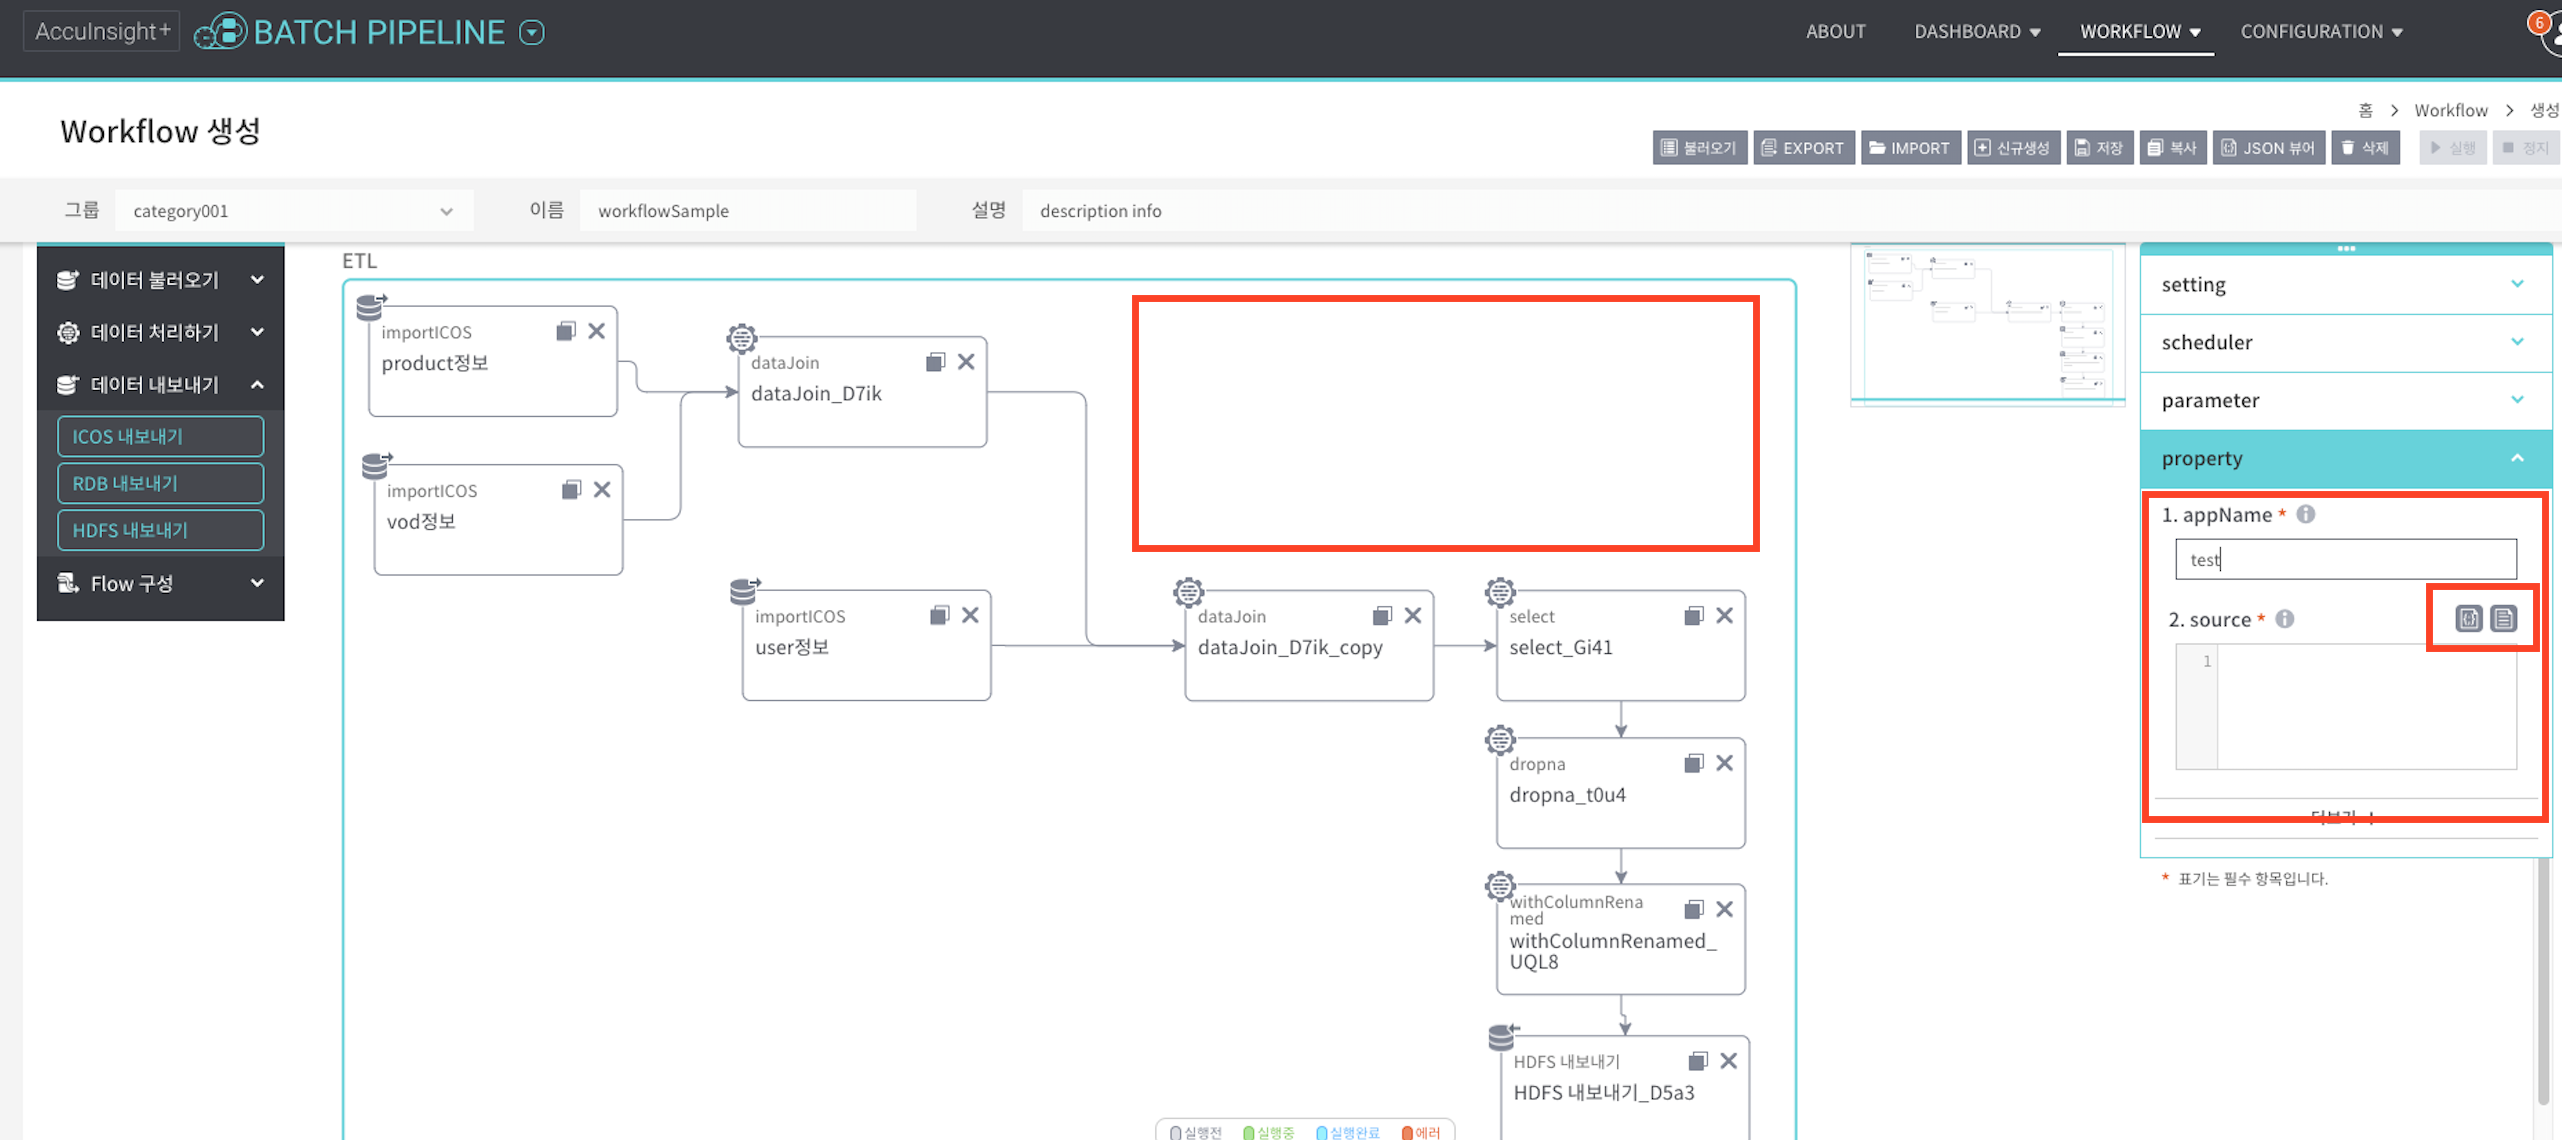 AccuInsight+
BATCH PIPELINE
ABOUT
DASHBOARD
WORKFLOW
CONFIGURATION
6
Workflow 생성
홈 > Workflow > 생성
불러오기
EXPORT
IMPORT
신규생성
저장
복사
JSON 뷰어
삭제
실행
정지
그룹
category001
이름
workflowSample
설명
description info
데이터 불러오기
데이터 처리하기
데이터 내보내기
ICOS 내보내기
RDB 내보내기
HDFS 내보내기
Flow 구성
ETL
importICOS
product정보
dataJoin
dataJoin_D7ik
importICOS
vod정보
importICOS
user정보
dataJoin
dataJoin_D7ik_copy
select
select_Gi41
dropna
dropna_t0u4
withColumnRena
med
withColumnRenamed_
UQL8
HDFS 내보내기
HDFS 내보내기_D5a3
실행전
실행중
실행완료
에러
setting
scheduler
parameter
property
1. appName *
test
2. source *
1
더보기 +
* 표기는 필수 항목입니다.